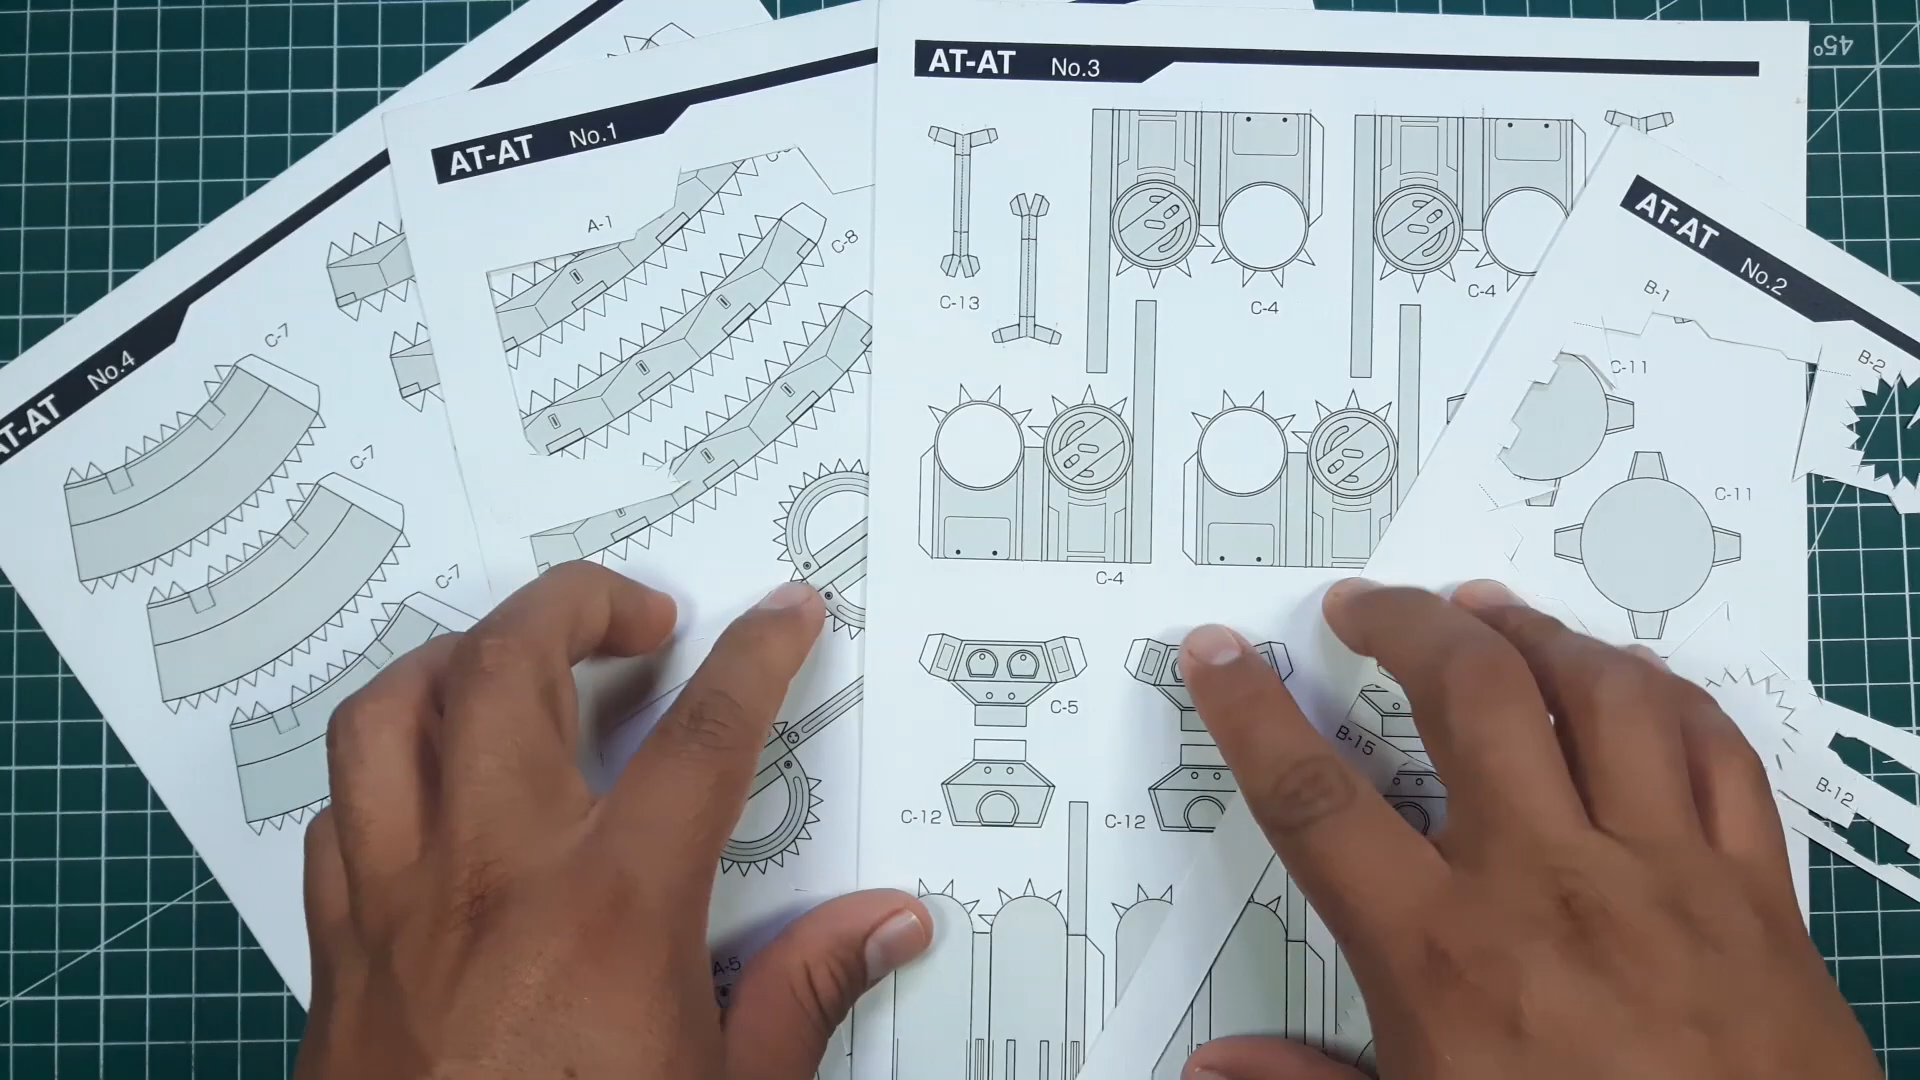 AT-AT No.4
C-7
C-7
C-7
AT-AT No.1
A-1
C-8
A-5
AT-AT No.3
C-13
C-4
C-4
C-4
C-5
C-12
C-12
AT-AT No.2
B-1
B-2
C-11
C-11
B-15
B-12
45°